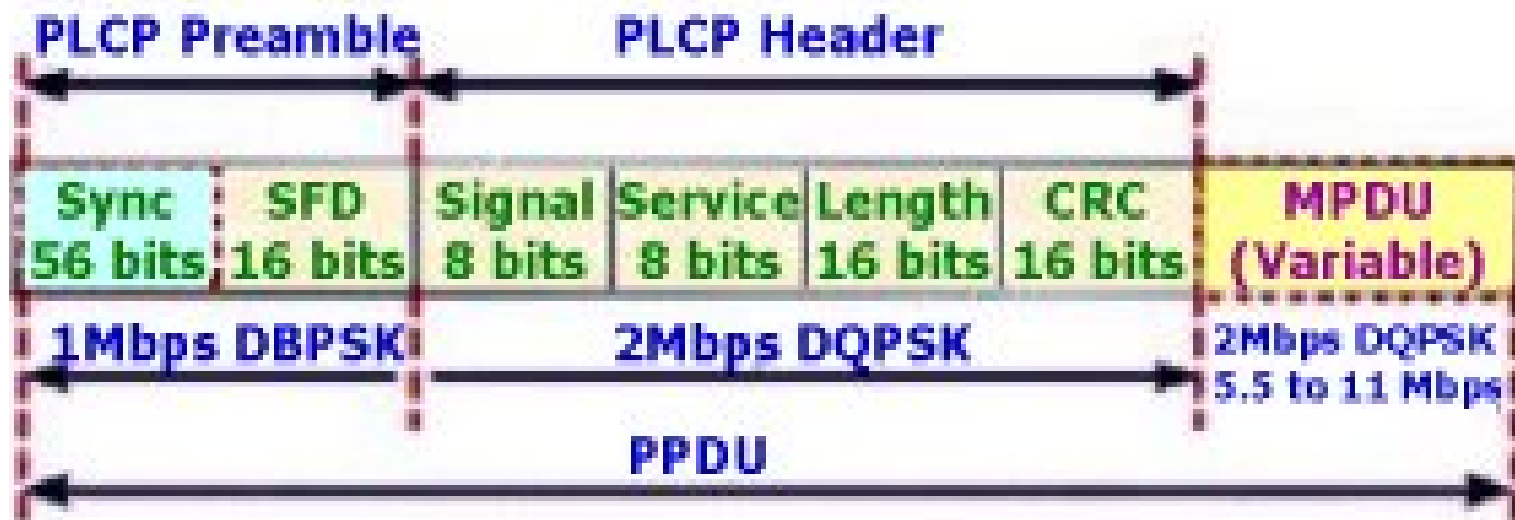 PLCP Preamble
PLCP Header
Sync
56 bits
SFD
16 bits
Signal
8 bits
Service
8 bits
Length
16 bits
CRC
16 bits
MPDU
(Variable)
1Mbps DBPSK
2Mbps DQPSK
2Mbps DQPSK
5.5 to 11 Mbps
PPDU